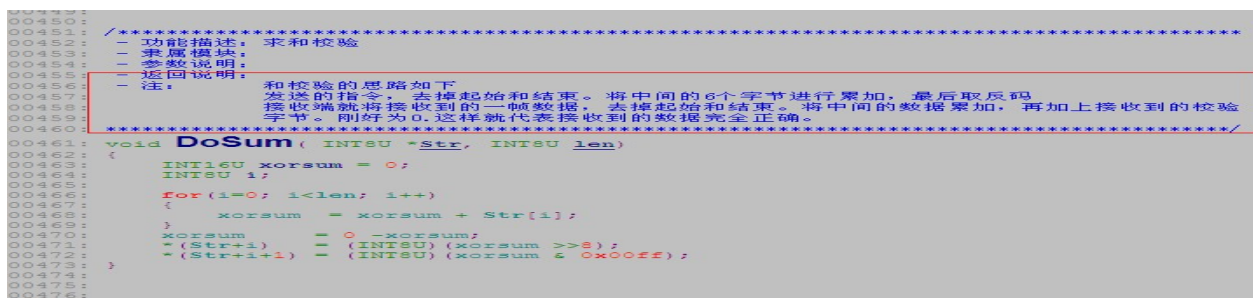 00449:
00450:
00451: /****************************************************************************************
00452: - 功能描述: 求和校验
00453: - 隶属模块:
00454: - 参数说明:
00455: - 返回说明:
00456: - 注: 和校验的思路如下
00457: 发送的指令, 去掉起始和结束。将中间的6个字节进行累加, 最后取反码
00458: 接收端就将接收到的一帧数据, 去掉起始和结束。将中间的数据累加, 再加上接收到的校验
00459: 字节。刚好为0.这样就代表接收到的数据完全正确。
00460: ****************************************************************************************/
00461: void DoSum( INT8U *Str, INT8U len)
00462: {
00463: INT16U xorsum = 0;
00464: INT8U i;
00465:
00466: for(i=0; i<len; i++)
00467: {
00468: xorsum = xorsum + Str[i];
00469: }
00470: xorsum = 0 -xorsum;
00471: *(Str+i) = (INT8U)(xorsum >>8);
00472: *(Str+i+1) = (INT8U)(xorsum & 0x00ff);
00473: }
00474:
00475:
00476: